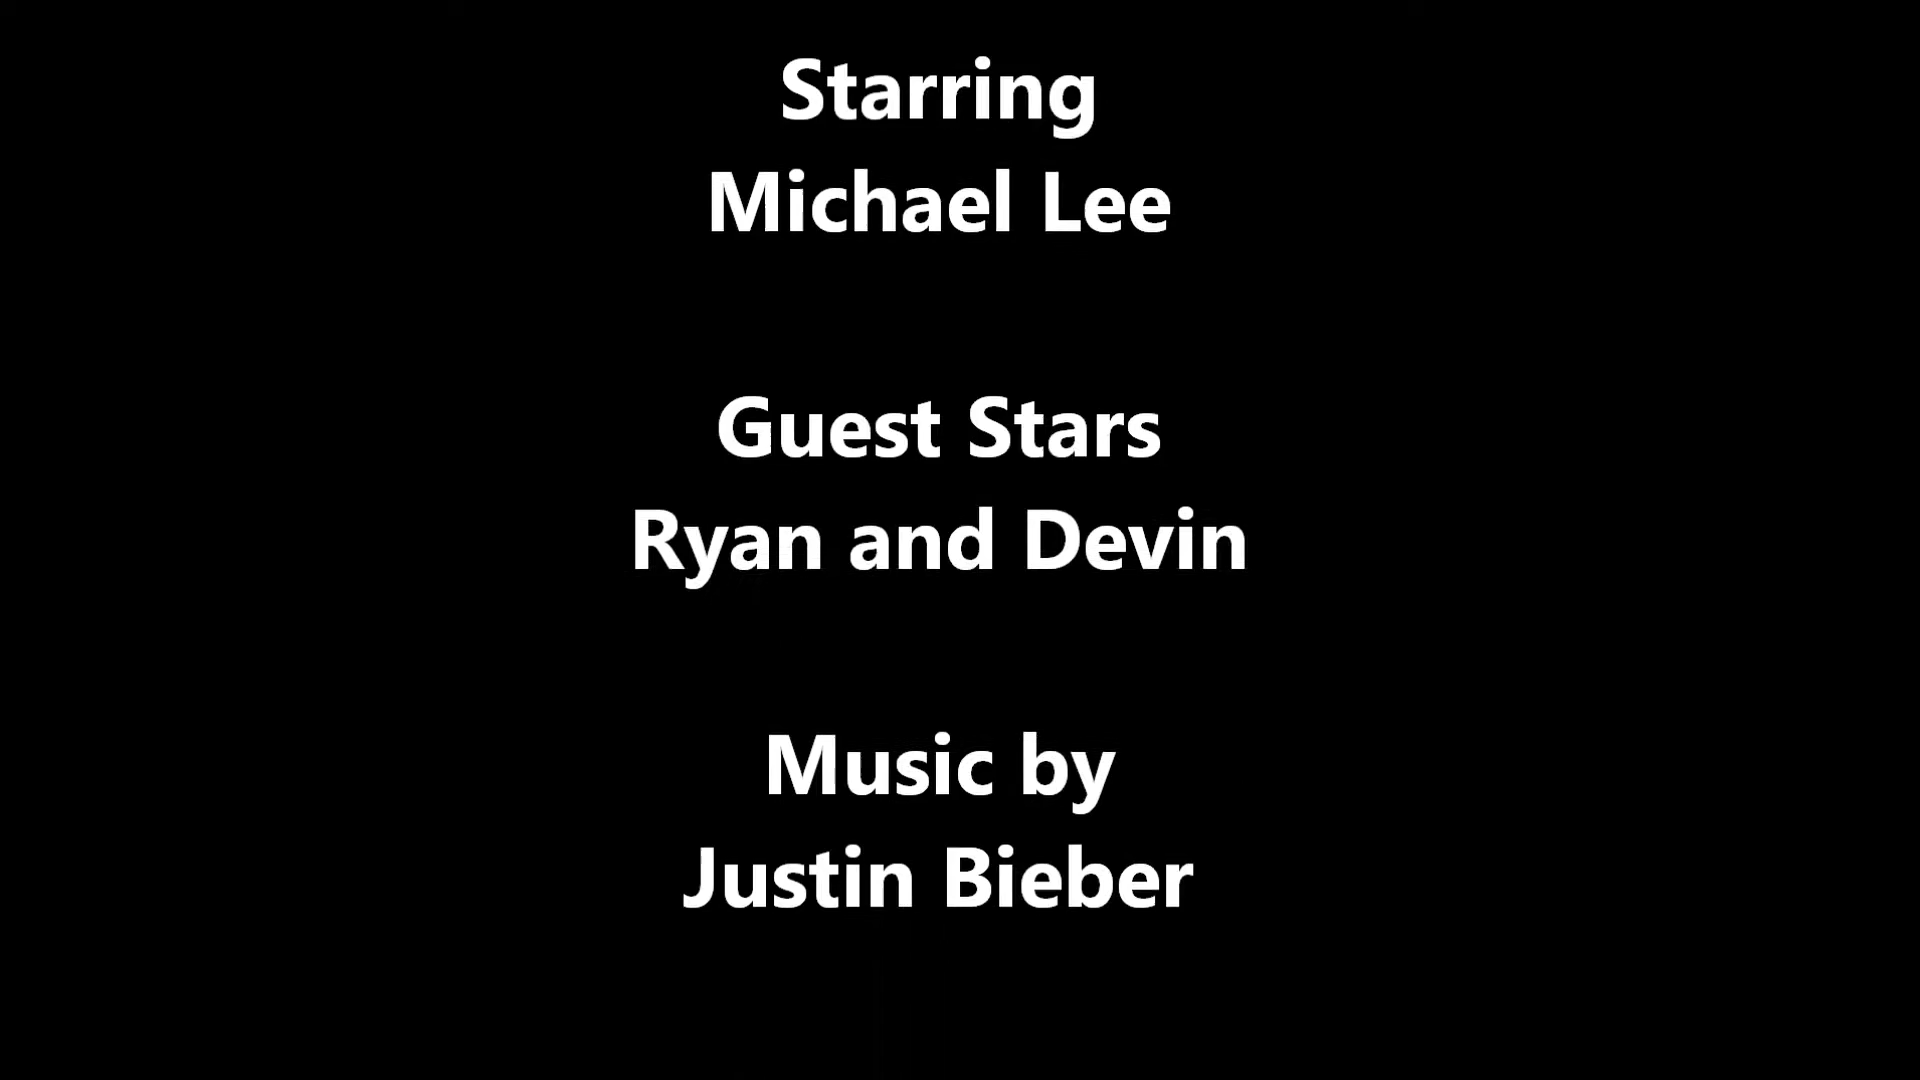 Starring
Michael Lee
Guest Stars
Ryan and Devin
Music by
Justin Bieber